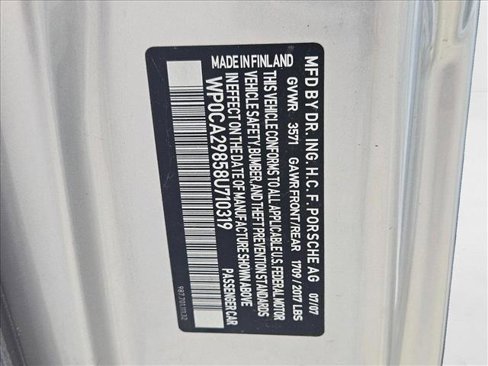 MFD BY DR. ING. H.C. F. PORSCHE AG 07/07
GVWR 3571 GAWR FRONT/REAR 1709 / 2017 LBS
THIS VEHICLE CONFORMS TO ALL APPLICABLE U.S. FEDERAL MOTOR
VEHICLE SAFETY, BUMPER, AND THEFT PREVENTION STANDARDS
IN EFFECT ON THE DATE OF MANUFACTURE SHOWN ABOVE
WP0CA29858U710319 PASSENGER CAR
MADE IN FINLAND